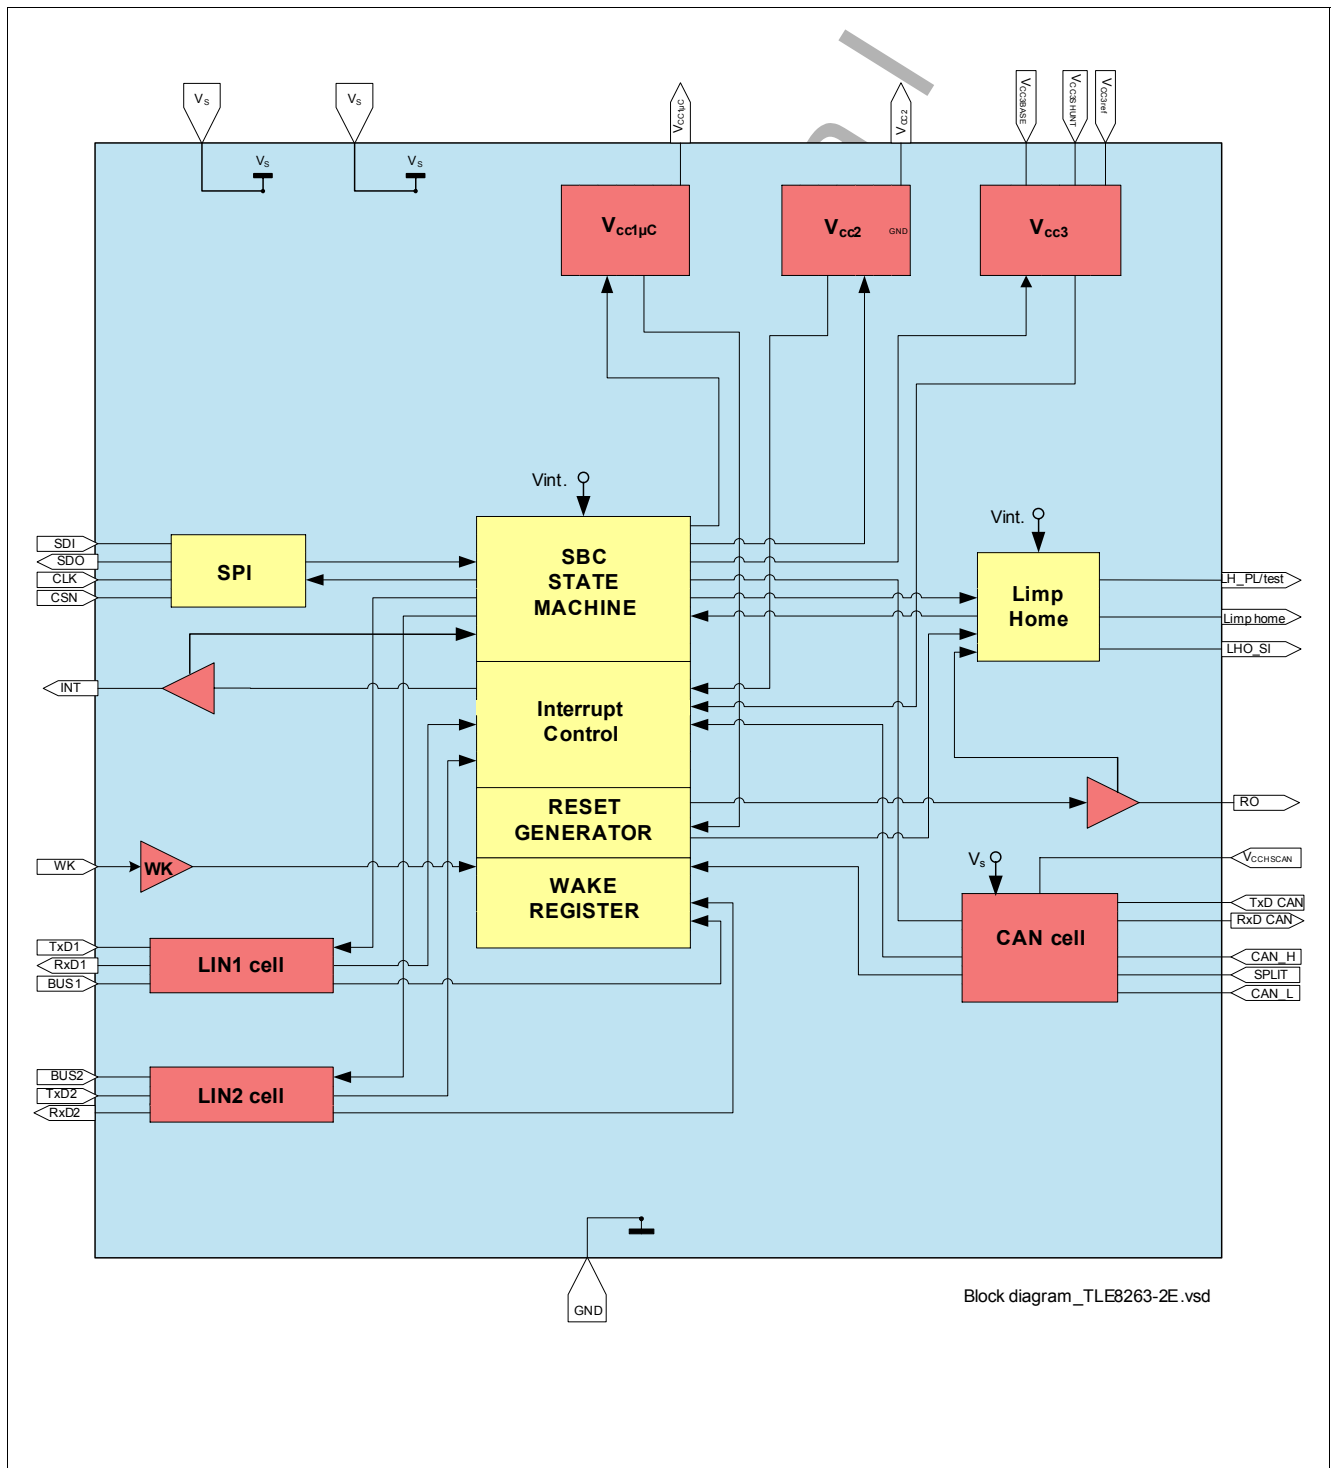 Vs
Vs
VCC1µC
VCC2
VCC3BASE
VCC3SHUNT
VCC3ref
Vs
Vs
Vcc1µC
Vcc2
GND
Vcc3
Vint.
Vint.
SDI
SDO
CLK
CSN
SPI
SBC
STATE
MACHINE
Limp
Home
LH_PL/test
Limp home
LHO_SI
INT
Interrupt
Control
RESET
GENERATOR
RO
WK
WK
WAKE
REGISTER
Vs
VCCHSCAN
TxD CAN
RxD CAN
CAN cell
CAN_H
SPLIT
CAN_L
TxD1
RxD1
BUS1
LIN1 cell
BUS2
TxD2
RxD2
LIN2 cell
GND
Block diagram_TLE8263-2E.vsd